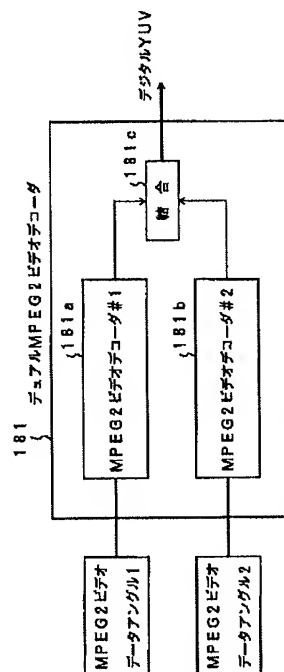 181
デュアルMPEG2ビデオデコーダ
MPEG2ビデオ
データアングル1
181a
MPEG2ビデオデコーダ#1
181c
結合
デジタルYUV
MPEG2ビデオ
データアングル2
181b
MPEG2ビデオデコーダ#2